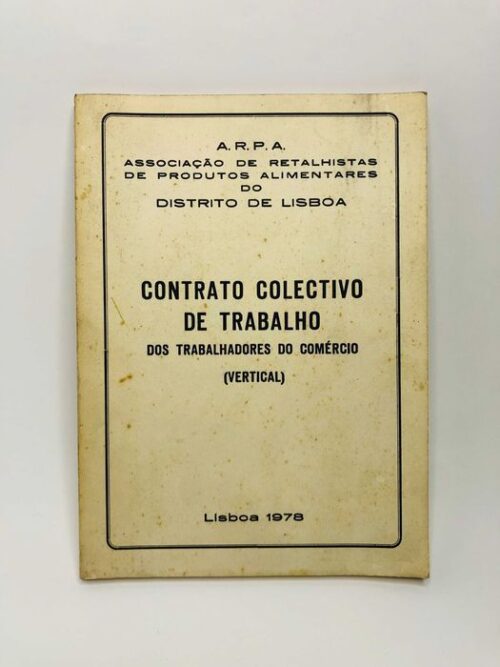 A.R.P.A.
ASSOCIAÇÃO DE RETALHISTAS
DE PRODUTOS ALIMENTARES
DO
DISTRITO DE LISBOA
CONTRATO COLECTIVO
DE TRABALHO
DOS TRABALHADORES DO COMÉRCIO
(VERTICAL)
Lisboa 1978